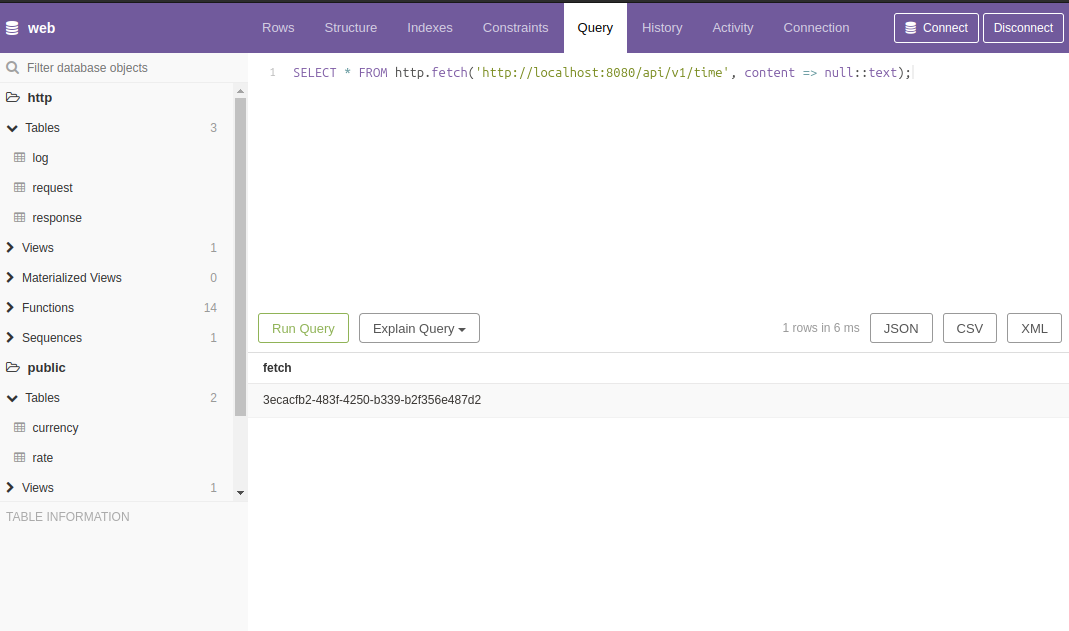 web
Rows Structure Indexes Constraints Query History Activity Connection Connect Disconnect
Filter database objects
http
Tables 3
log
request
response
Views 1
Materialized Views 0
Functions 14
Sequences 1
public
Tables 2
currency
rate
Views 1
TABLE INFORMATION
1 SELECT * FROM http.fetch('http://localhost:8080/api/v1/time', content => null::text);
Run Query Explain Query 1 rows in 6 ms JSON CSV XML
fetch
3ecacfb2-483f-4250-b339-b2f356e487d2